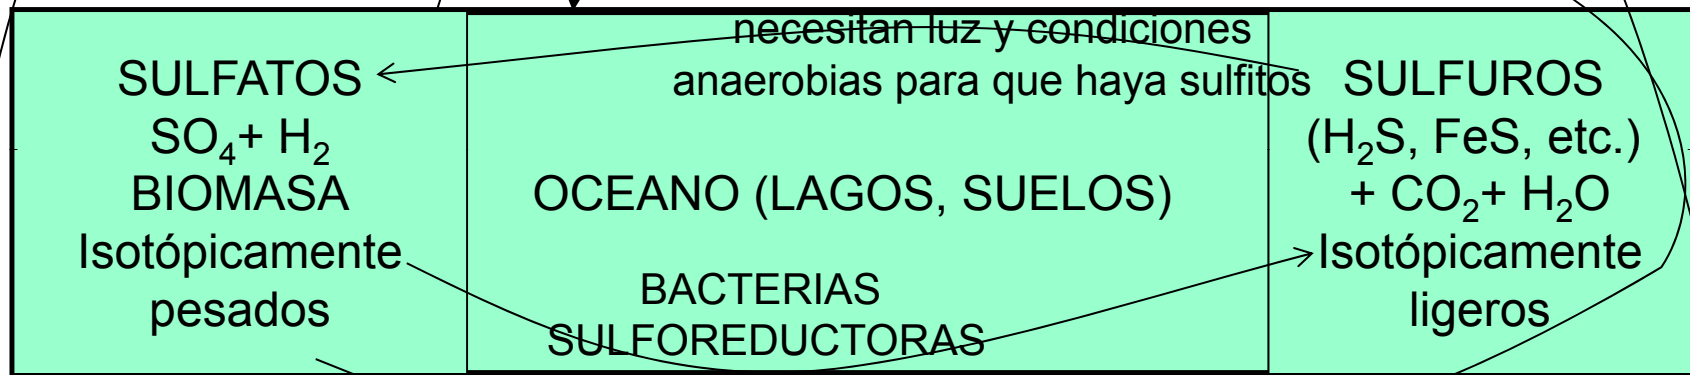 necesitan luz y condiciones
anaerobias para que haya sulfitos
SULFATOS
SO₄+ H₂
BIOMASA
Isotópicamente
pesados
OCEANO (LAGOS, SUELOS)
BACTERIAS
SULFOREDUCTORAS
SULFUROS
(H₂S, FeS, etc.)
+ CO₂+ H₂O
Isotópicamente
ligeros